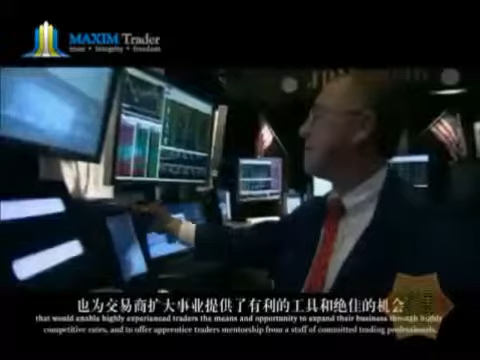 MAXIM Trader
trust • integrity • freedom
也为交易商扩大事业提供了有利的工具和绝佳的机会
that would enable highly experienced traders the means and opportunity to expand their business through highly
competitive rates, and to offer apprentice traders mentorship from a staff of committed trading professionals.